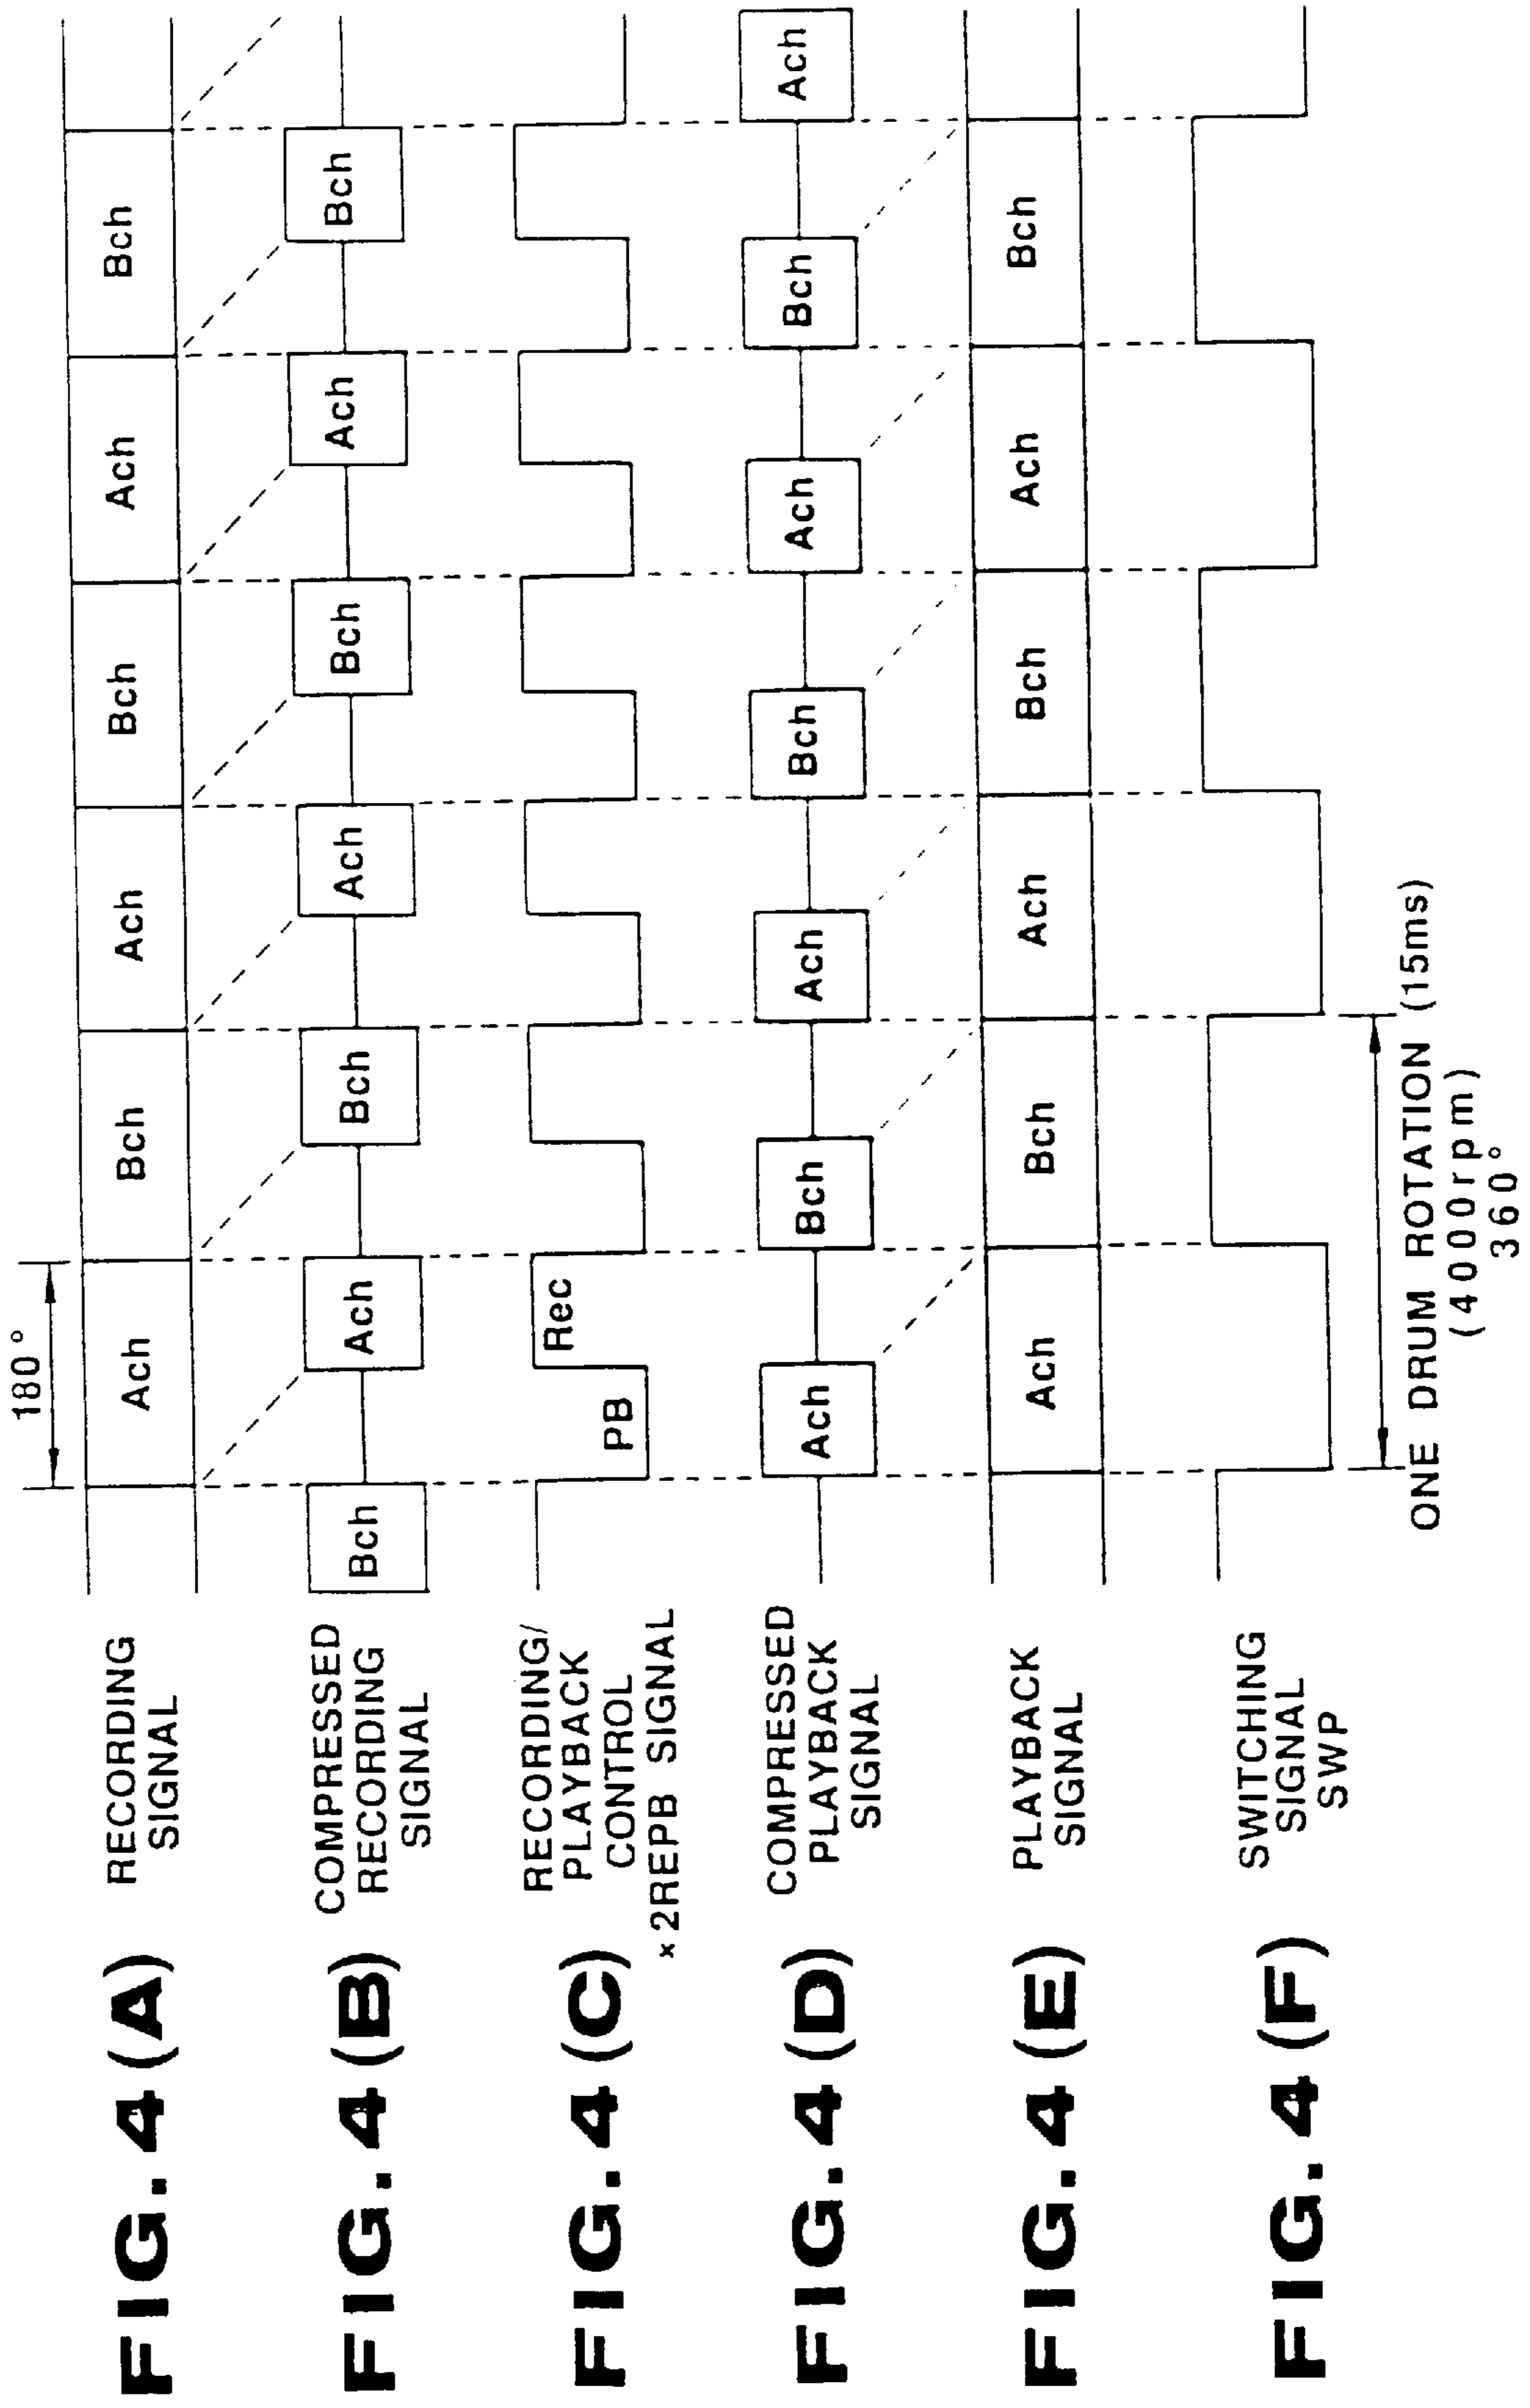 FIG. 4 (A)
RECORDING
SIGNAL
180°
Ach
Bch
Ach
Bch
Ach
Bch
FIG. 4 (B)
COMPRESSED
RECORDING
SIGNAL
Bch
Ach
Bch
Ach
Bch
Ach
Bch
FIG. 4 (C)
RECORDING/
PLAYBACK
CONTROL
×2REPB SIGNAL
PB
Rec
FIG. 4 (D)
COMPRESSED
PLAYBACK
SIGNAL
Ach
Bch
Ach
Bch
Ach
Bch
Ach
FIG. 4 (E)
PLAYBACK
SIGNAL
Ach
Bch
Ach
Bch
Ach
Bch
FIG. 4 (F)
SWITCHING
SIGNAL
SWP
ONE DRUM ROTATION (15ms)
(4000rpm)
360°